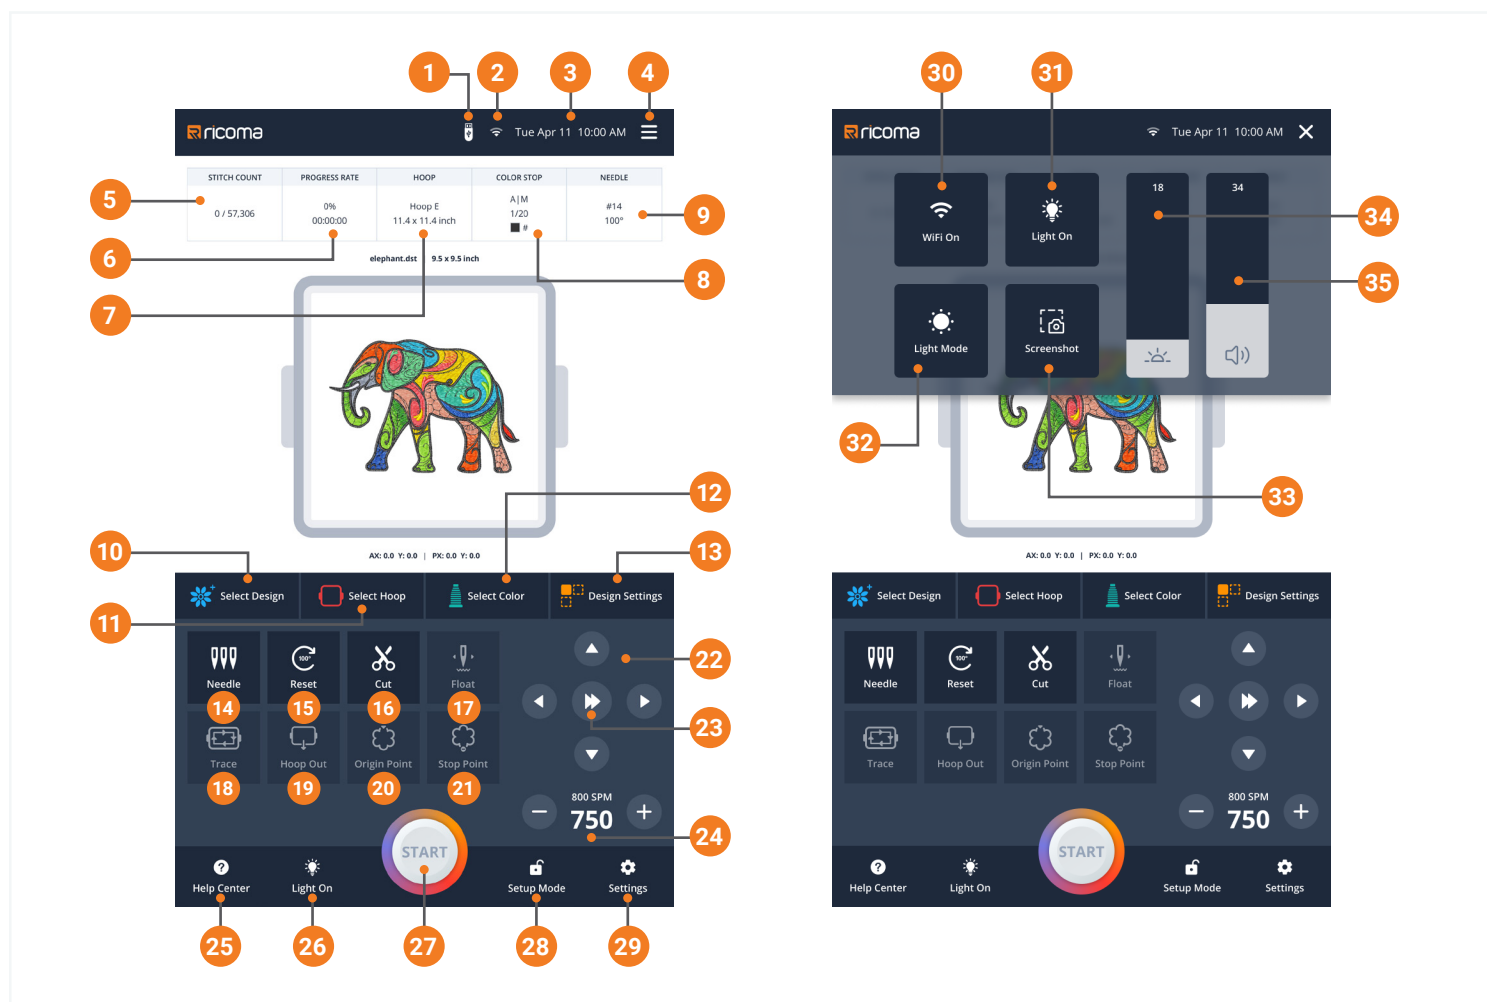 1 2 3 4
ricoma Tue Apr 11 10:00 AM
STITCH COUNT PROGRESS RATE HOOP COLOR STOP NEEDLE
5 0 / 57,306
0%
00:00:00
Hoop E
11.4 x 11.4 inch
A|M
1/20
#
#14
100°
9
6
elephant.dst 9.5 x 9.5 inch
8
7
12
10
13
AX: 0.0 Y: 0.0 | PX: 0.0 Y: 0.0
Select Design Select Hoop Select Color Design Settings
11
100°
Needle Reset Cut Float
22
14 15 16 17
23
Trace Hoop Out Origin Point Stop Point
18 19 20 21
800 SPM
750
24
START
Help Center Light On Setup Mode Settings
25 26 27 28 29
30 31
ricoma Tue Apr 11 10:00 AM
18 34
WiFi On Light On
34
35
Light Mode Screenshot
32
33
AX: 0.0 Y: 0.0 | PX: 0.0 Y: 0.0
Select Design Select Hoop Select Color Design Settings
100°
Needle Reset Cut Float
Trace Hoop Out Origin Point Stop Point
800 SPM
750
START
Help Center Light On Setup Mode Settings